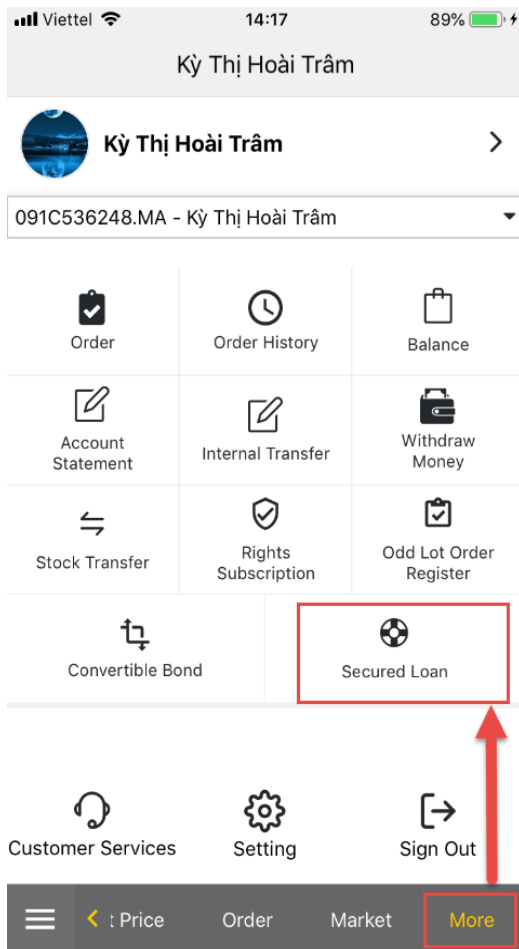 Viettel 14:17 89%
Kỳ Thị Hoài Trâm
Kỳ Thị Hoài Trâm
091C536248.MA - Kỳ Thị Hoài Trâm
Order Order History Balance
Account
Statement
Internal Transfer
Withdraw
Money
Stock Transfer
Rights
Subscription
Odd Lot Order
Register
Convertible Bond Secured Loan
Customer Services Setting Sign Out
t Price Order Market More